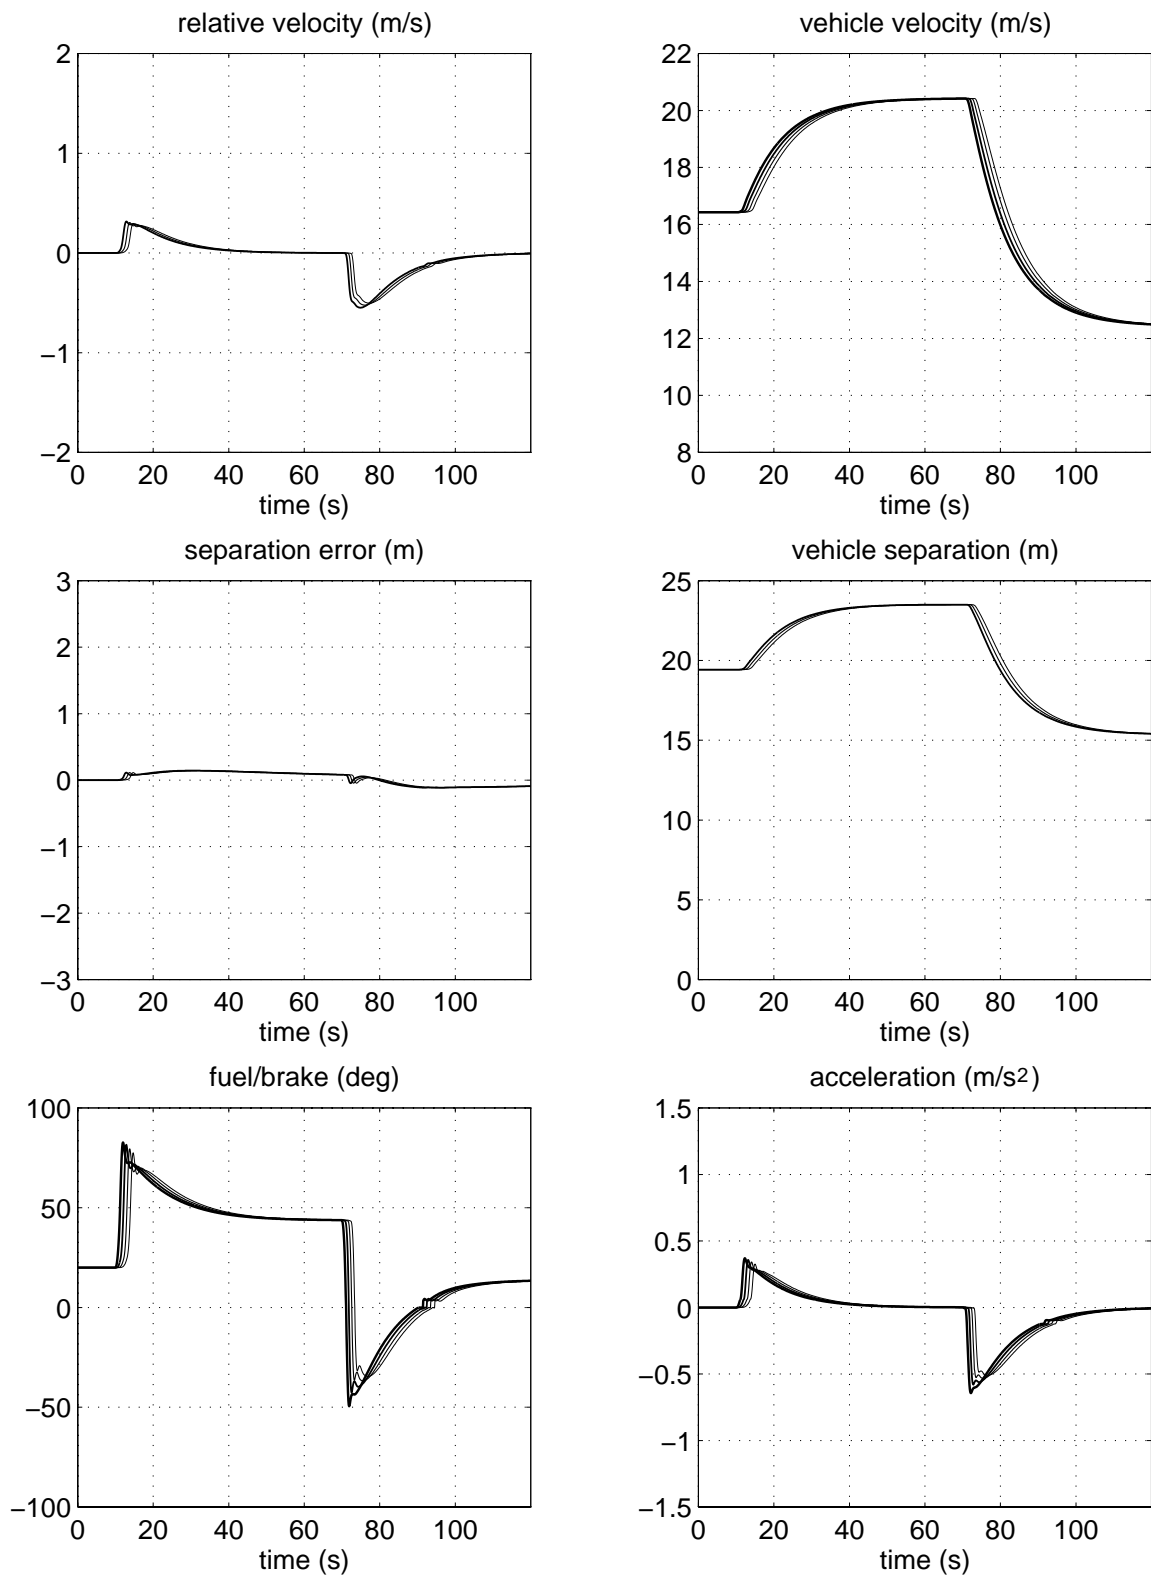 relative velocity (m/s)
2
1
0
−1
−2
0 20 40 60 80 100
time (s)
vehicle velocity (m/s)
22
20
18
16
14
12
10
8
0 20 40 60 80 100
time (s)
separation error (m)
3
2
1
0
−1
−2
−3
0 20 40 60 80 100
time (s)
vehicle separation (m)
25
20
15
10
5
0
0 20 40 60 80 100
time (s)
fuel/brake (deg)
100
50
0
−50
−100
0 20 40 60 80 100
time (s)
acceleration (m/s2)
1.5
1
0.5
0
−0.5
−1
−1.5
0 20 40 60 80 100
time (s)